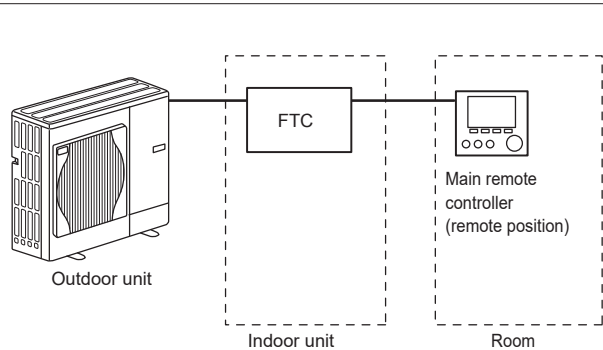 FTC
Main remote
controller
(remote position)
Outdoor unit
Indoor unit
Room